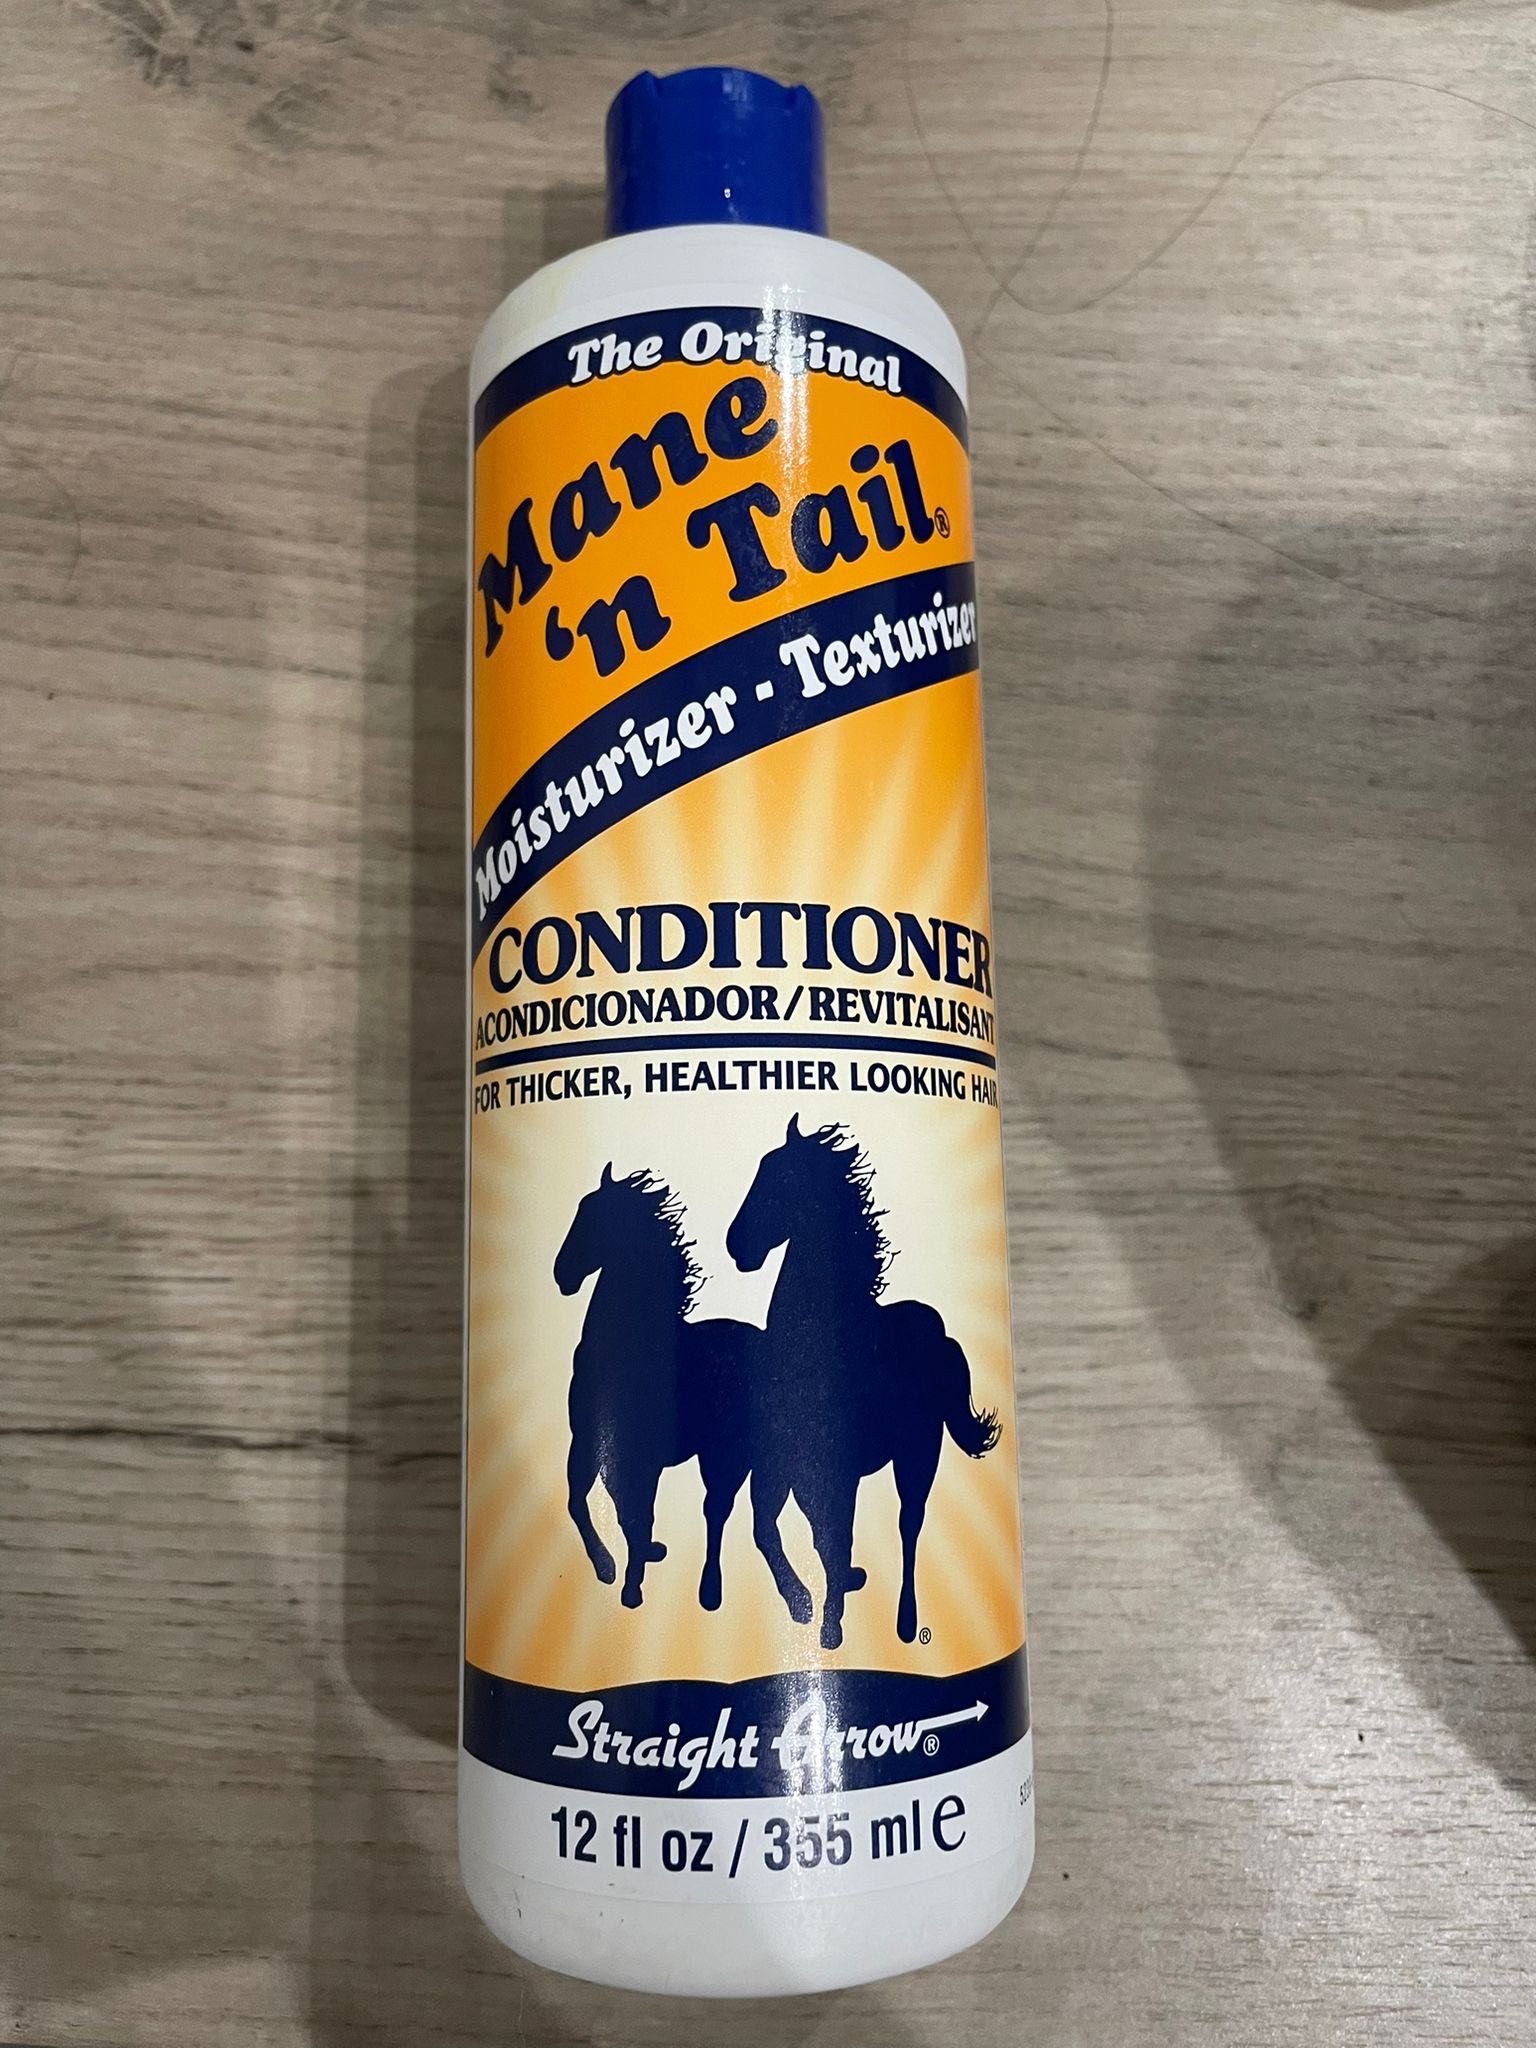 The Original
Mane
'n Tail®
Moisturizer - Texturizer
CONDITIONER
ACONDICIONADOR/REVITALISANT
FOR THICKER, HEALTHIER LOOKING HAIR
®
Straight Arrow®
12 fl oz / 355 ml e